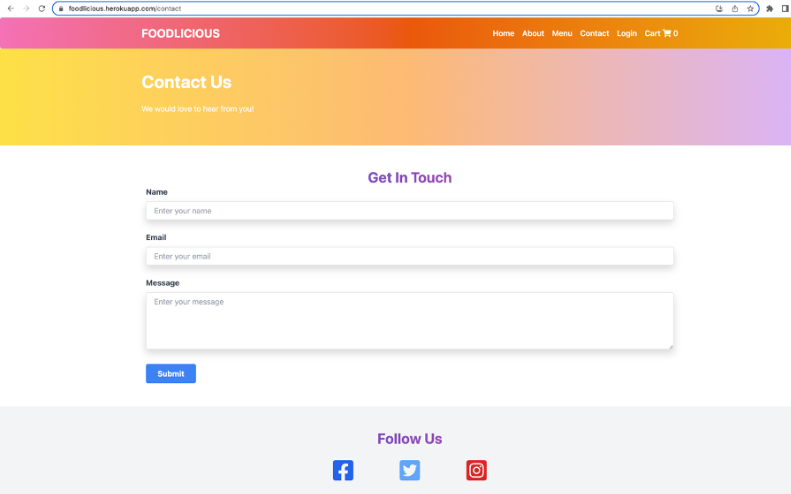 foodlicious.herokuapp.com/contact
FOODLICIOUS
Home About Menu Contact Login Cart 0
Contact Us
We would love to hear from you!
Get In Touch
Name
Enter your name
Email
Enter your email
Message
Enter your message
Submit
Follow Us